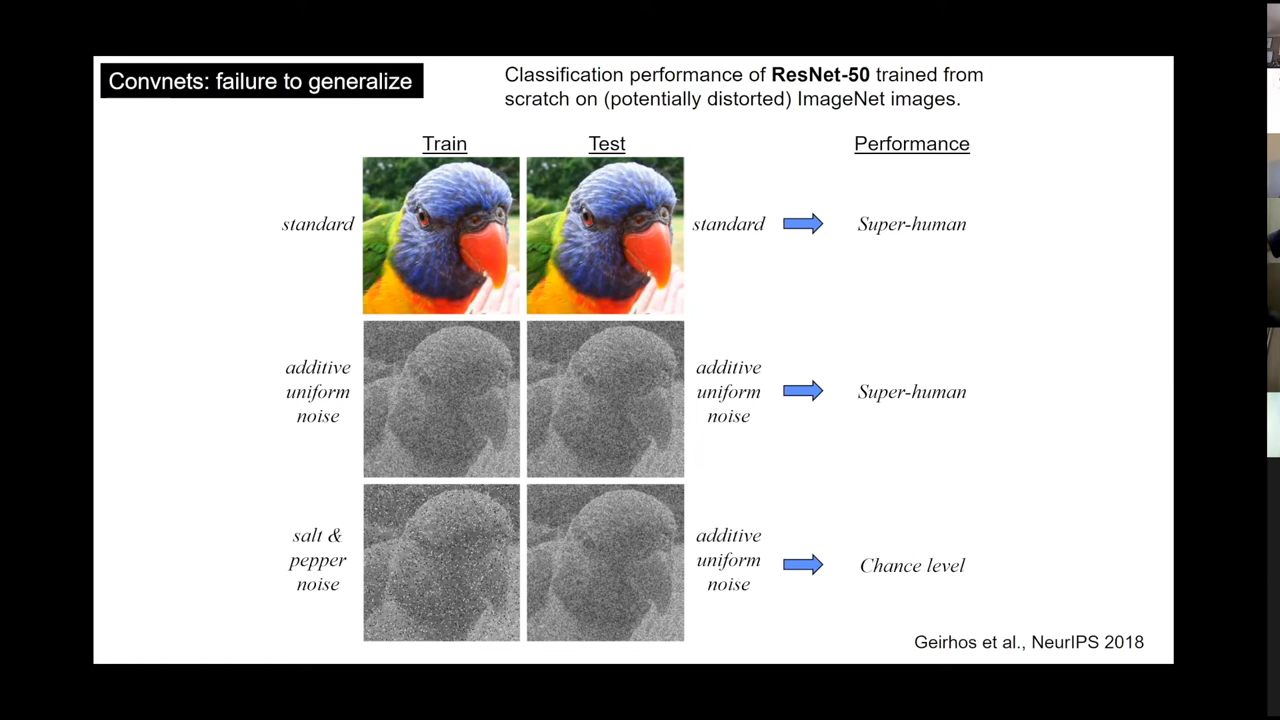 Convnets: failure to generalize
Classification performance of ResNet-50 trained from
scratch on (potentially distorted) ImageNet images.
Train
Test
Performance
standard
standard
Super-human
additive
uniform
noise
additive
uniform
noise
Super-human
salt &
pepper
noise
additive
uniform
noise
Chance level
Geirhos et al., NeurIPS 2018